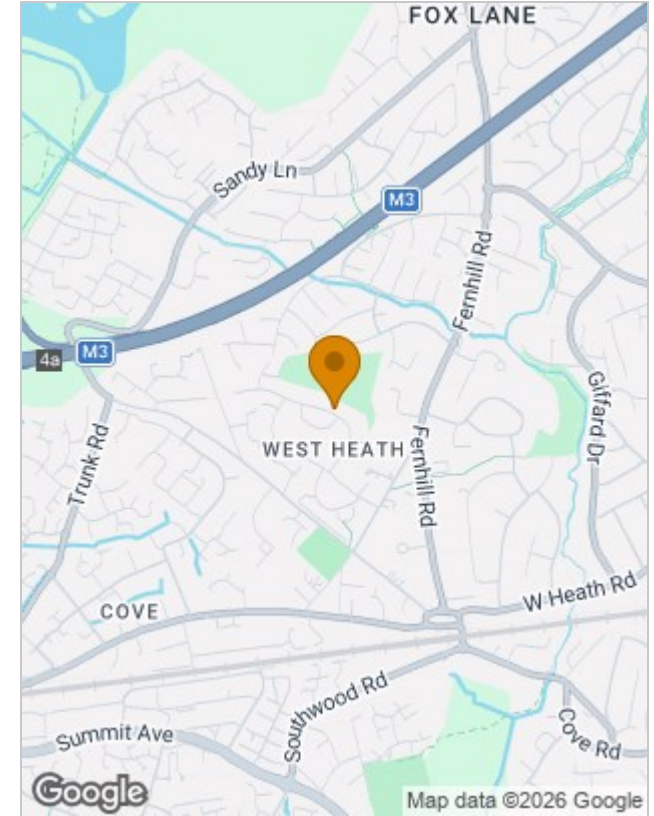 FOX LANE
Sandy Ln
M3
Fernhill Rd
M3
4a
Giffard Dr
WEST HEATH
Fernhill Rd
Trunk Rd
W Heath Rd
COVE
Southwood Rd
Cove Rd
Summit Ave
Google
Map data ©2026 Google